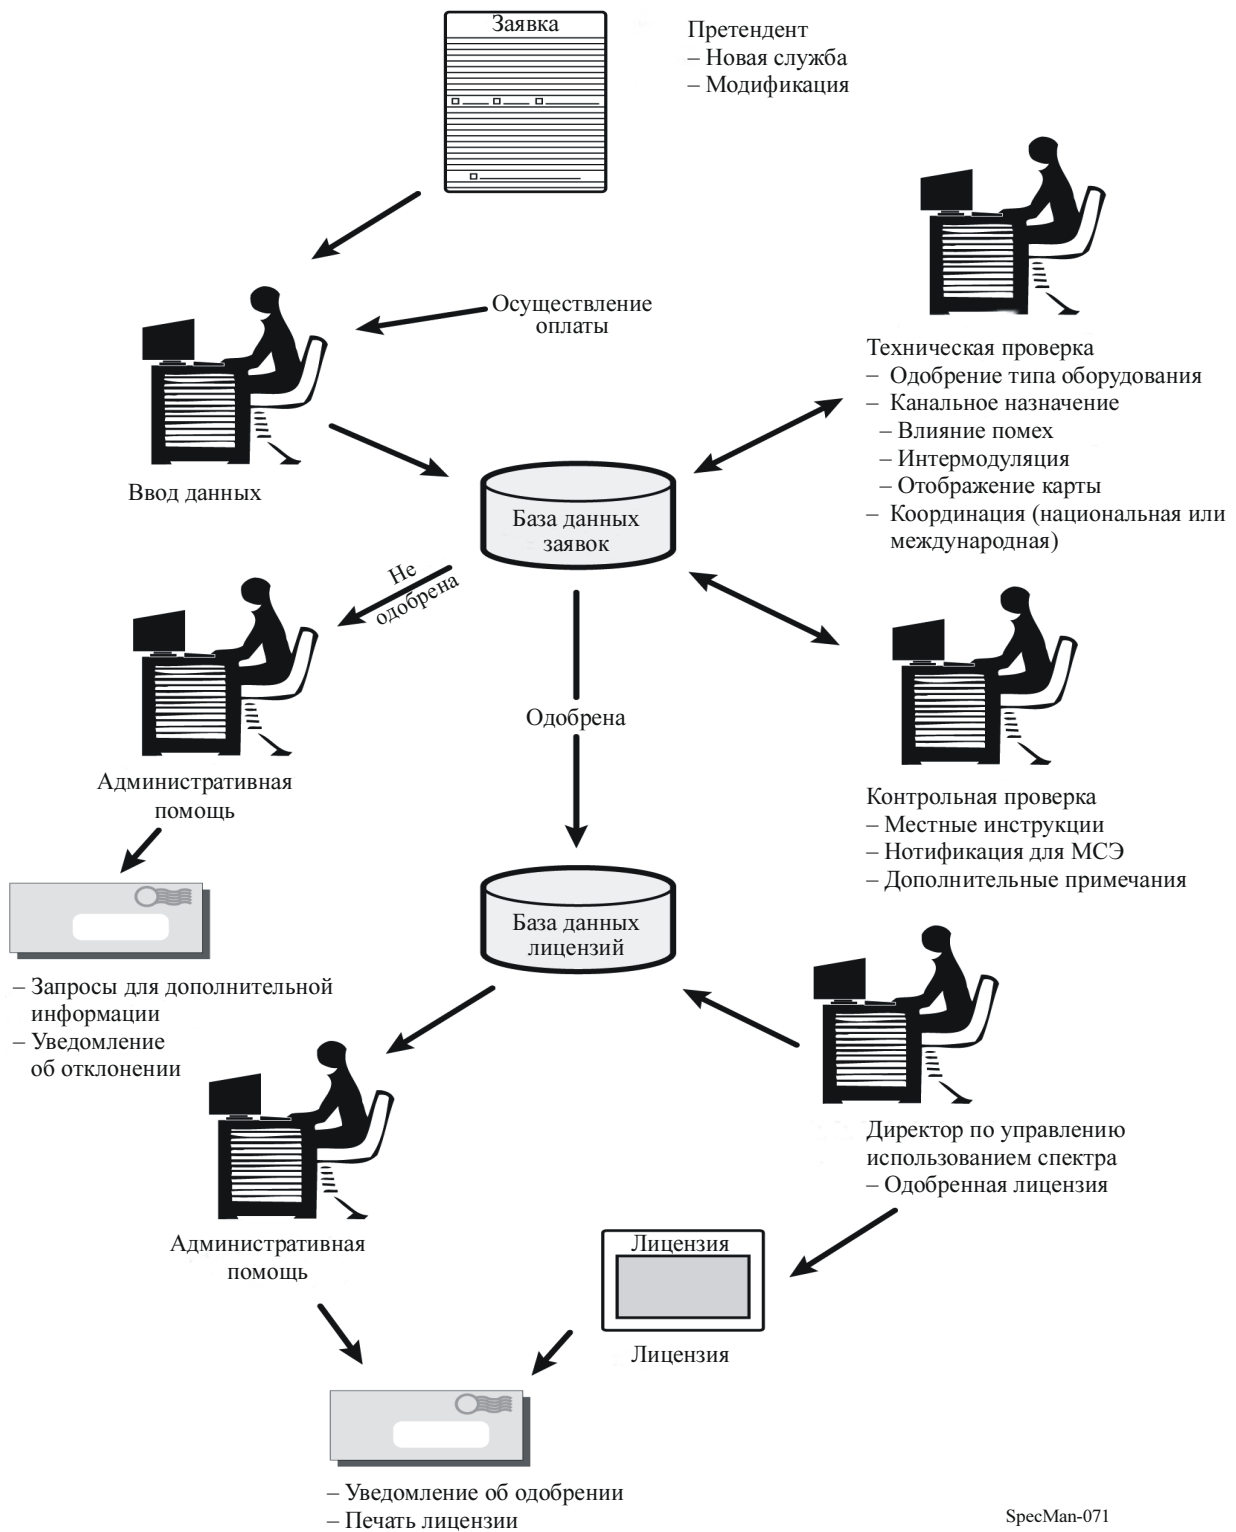 Заявка
Претендент
– Новая служба
– Модификация
Осуществление
оплаты
Ввод данных
Техническая проверка
– Одобрение типа оборудования
– Канальное назначение
– Влияние помех
– Интермодуляция
– Отображение карты
– Координация (национальная или
международная)
База данных
заявок
Не
одобрена
Одобрена
Административная
помощь
Контрольная проверка
– Местные инструкции
– Нотификация для МСЭ
– Дополнительные примечания
База данных
лицензий
– Запросы для дополнительной
информации
– Уведомление
об отклонении
Директор по управлению
использованием спектра
– Одобренная лицензия
Административная
помощь
Лицензия
Лицензия
– Уведомление об одобрении
– Печать лицензии
SpecMan-071